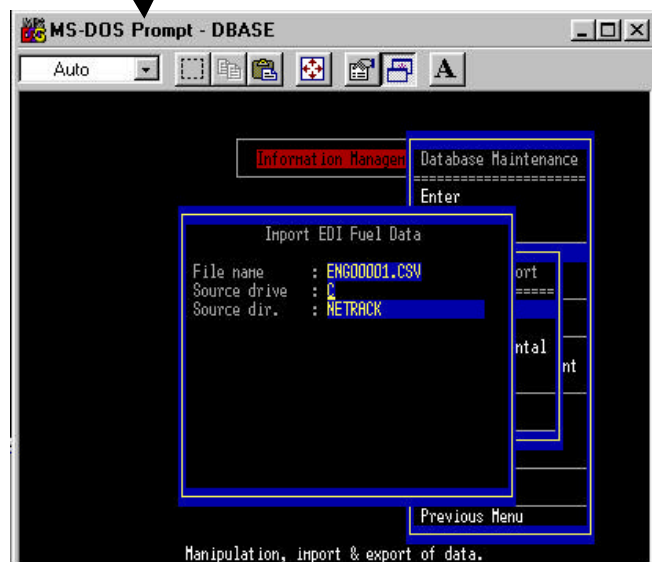 MS-DOS Prompt - DBASE
Auto
A
Information Managem
Database Maintenance
====================
Enter
Import EDI Fuel Data
File name : ENG00001.CSV
Source drive : C
Source dir. : NETRACK
ort
=====
ntal
nt
Previous Menu
Manipulation, import & export of data.